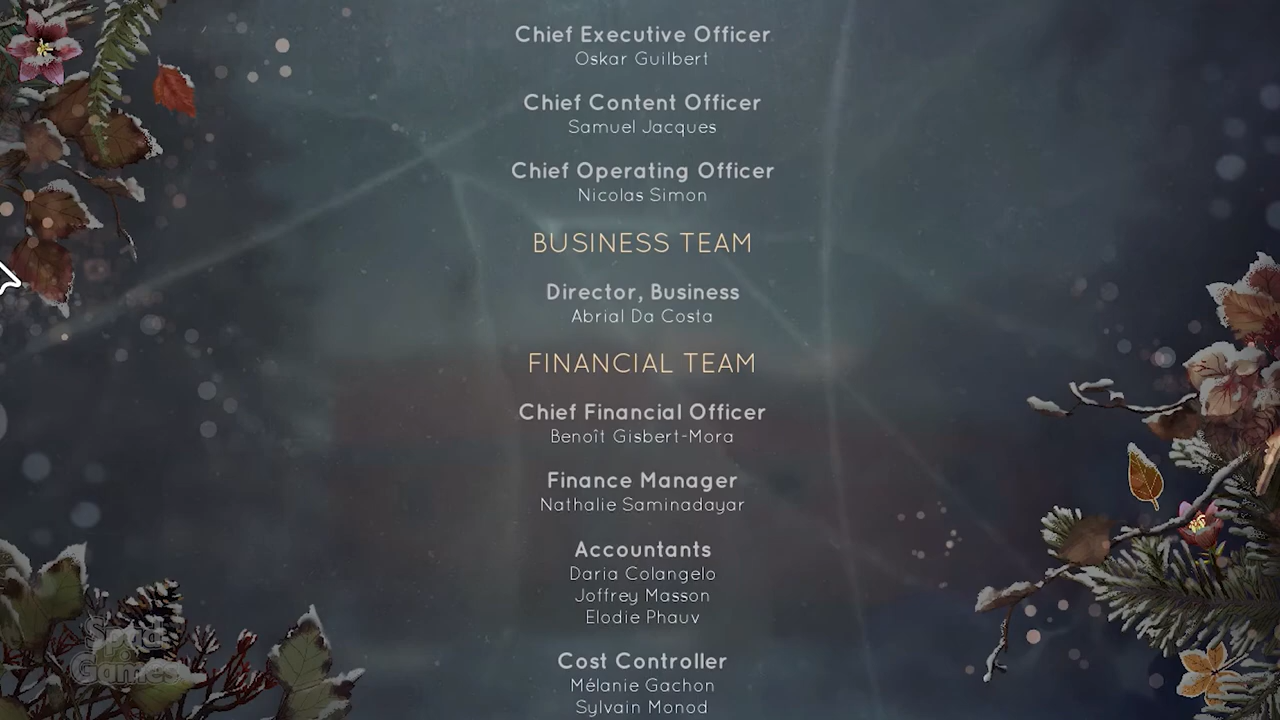 Chief Executive Officer
Oskar Guilbert
Chief Content Officer
Samuel Jacques
Chief Operating Officer
Nicolas Simon
BUSINESS TEAM
Director, Business
Abrial Da Costa
FINANCIAL TEAM
Chief Financial Officer
Benoît Gisbert-Mora
Finance Manager
Nathalie Saminadayar
Accountants
Daria Colangelo
Joffrey Masson
Elodie Phauv
Cost Controller
Mélanie Gachon
Sylvain Monod
Spud
Games